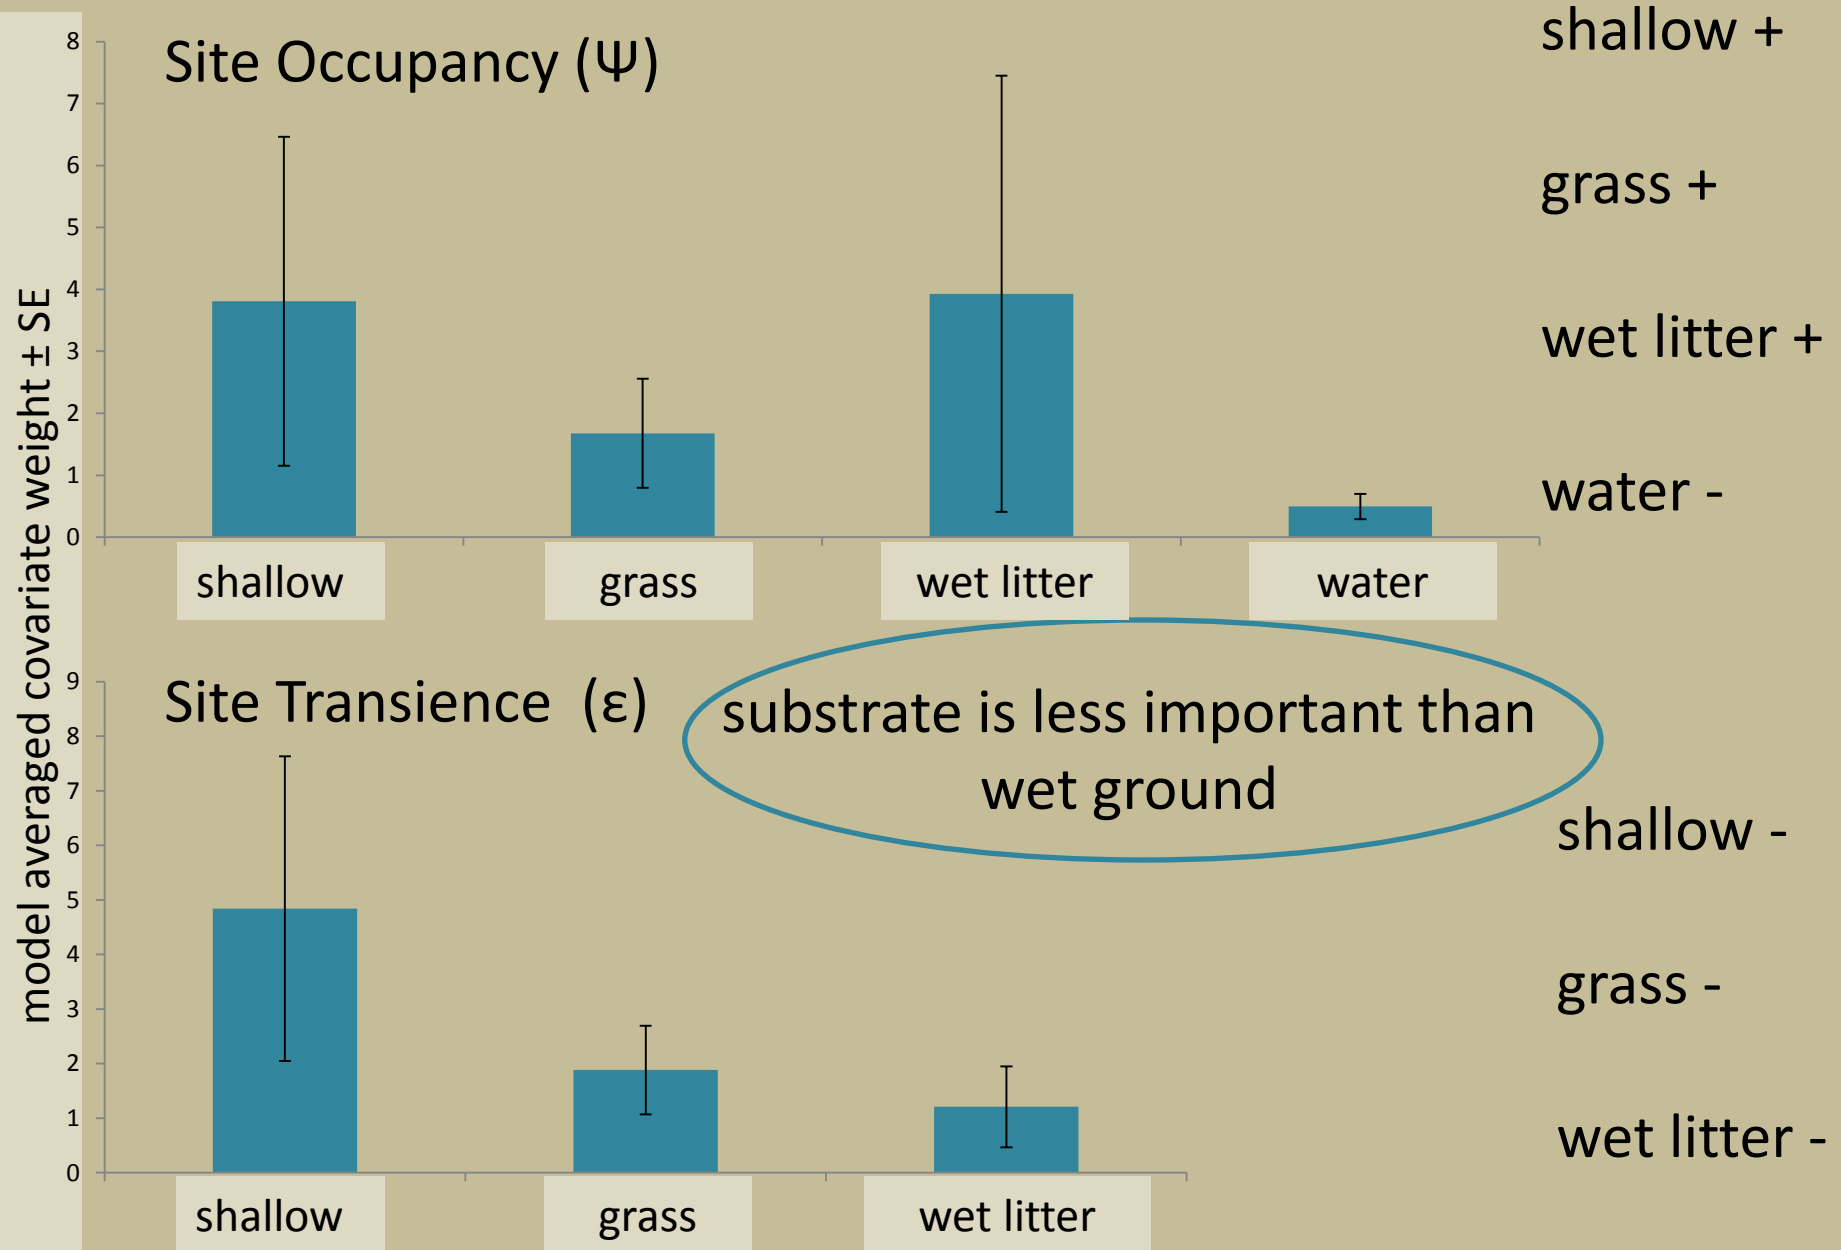 model averaged covariate weight ± SE
Site Occupancy (Ψ)
8
7
6
5
4
3
2
1
0
shallow
grass
wet litter
water
shallow +
grass +
wet litter +
water -
Site Transience (ε)
substrate is less important than
wet ground
9
8
7
6
5
4
3
2
1
0
shallow
grass
wet litter
shallow -
grass -
wet litter -